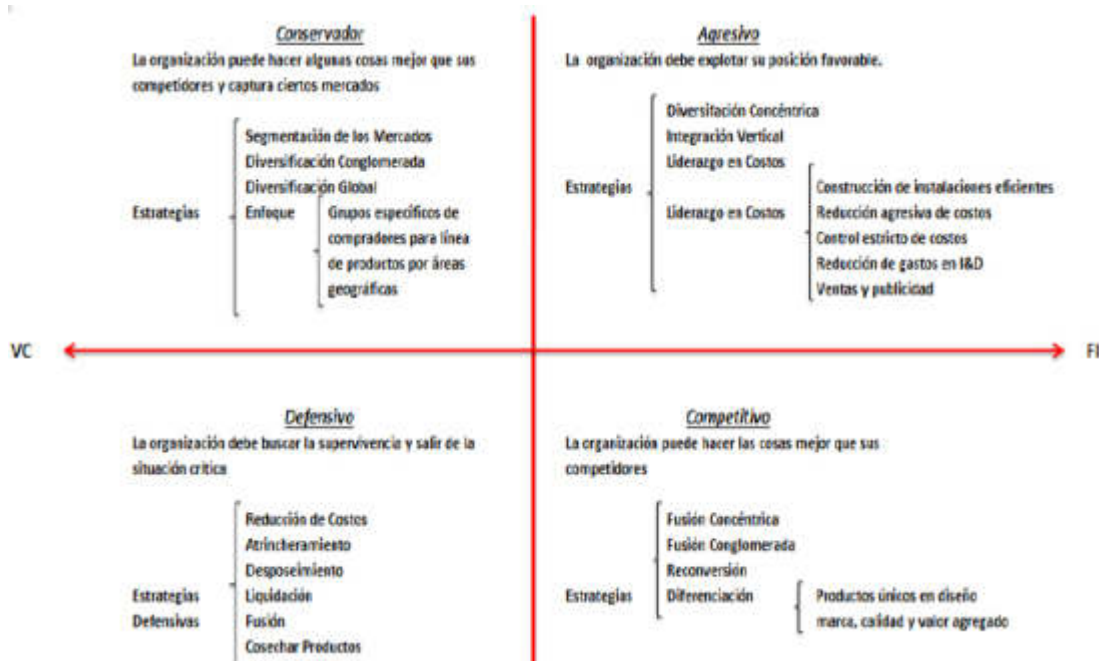 Conservador
La organización puede hacer algunas cosas mejor que sus
competidores y captura ciertos mercados
Estrategias
Segmentación de los Mercados
Diversificación Conglomerada
Diversificación Global
Enfoque
Grupos específicos de
compradores para línea
de productos por áreas
geográficas
Agresivo
La organización debe explotar su posición favorable.
Estrategias
Diversitación Concéntrica
Integración Vertical
Liderazgo en Costos
Liderazgo en Costos
Construcción de instalaciones eficientes
Reducción agresiva de costos
Control estricto de costos
Reducción de gastos en I&D
Ventas y publicidad
VC
FI
Defensivo
La organización debe buscar la supervivencia y salir de la
situación crítica
Estrategias
Defensivas
Reducción de Costos
Atrincheramiento
Desposeimiento
Liquidación
Fusión
Cosechar Productos
Competitivo
La organización puede hacer las cosas mejor que sus
competidores
Estrategias
Fusión Concéntrica
Fusión Conglomerada
Reconversión
Diferenciación
Productos únicos en diseño
marca, calidad y valor agregado